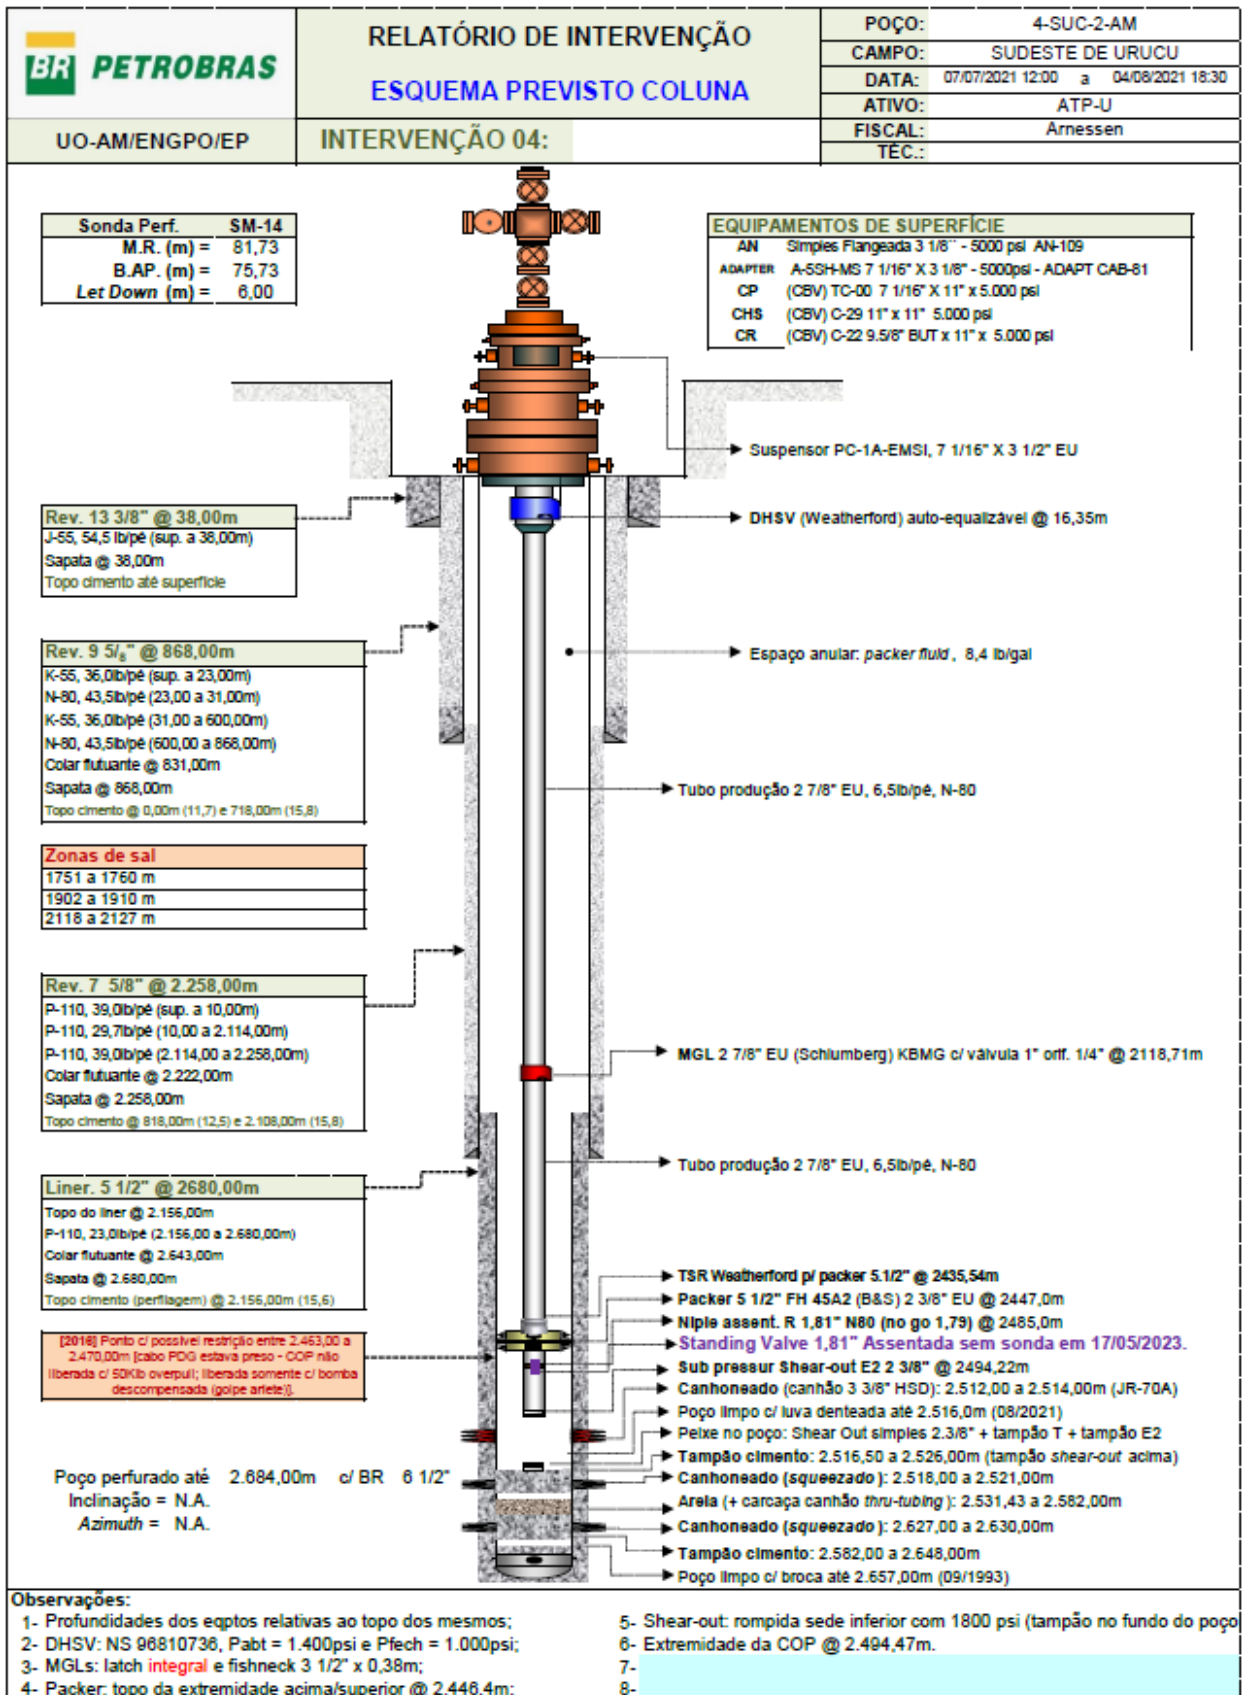 BR PETROBRAS
RELATÓRIO DE INTERVENÇÃO
ESQUEMA PREVISTO COLUNA
POÇO: 4-SUC-2-AM
CAMPO: SUDESTE DE URUCU
DATA: 07/07/2021 12:00 a 04/08/2021 18:30
ATIVO: ATP-U
UO-AM/ENGPO/EP
INTERVENÇÃO 04:
FISCAL: Arnessen
TÉC.:
Sonda Perf. SM-14
M.R. (m) = 81,73
B.AP. (m) = 75,73
Let Down (m) = 6,00
EQUIPAMENTOS DE SUPERFÍCIE
AN Simples Flangeada 3 1/8'' - 5000 psi AN-109
ADAPTER A-5SH-MS 7 1/16" X 3 1/8" - 5000psi - ADAPT CAB-81
CP (CBV) TC-00 7 1/16" X 11" x 5.000 psi
CHS (CBV) C-29 11" x 11" 5.000 psi
CR (CBV) C-22 9.5/8" BUT x 11" x 5.000 psi
Suspensor PC-1A-EMSI, 7 1/16" X 3 1/2" EU
Rev. 13 3/8" @ 38,00m
J-55, 54,5 lb/pé (sup. a 38,00m)
Sapata @ 38,00m
Topo cimento até superfície
DHSV (Weatherford) auto-equalizável @ 16,35m
Rev. 9 5/8" @ 868,00m
K-55, 36,0lb/pé (sup. a 23,00m)
N-80, 43,5lb/pé (23,00 a 31,00m)
K-55, 36,0lb/pé (31,00 a 600,00m)
N-80, 43,5lb/pé (600,00 a 868,00m)
Colar flutuante @ 831,00m
Sapata @ 868,00m
Topo cimento @ 0,00m (11,7) e 718,00m (15,8)
Espaço anular: packer fluid , 8,4 lb/gal
Tubo produção 2 7/8" EU, 6,5lb/pé, N-80
Zonas de sal
1751 a 1760 m
1902 a 1910 m
2118 a 2127 m
Rev. 7 5/8" @ 2.258,00m
P-110, 39,0lb/pé (sup. a 10,00m)
P-110, 29,7lb/pé (10,00 a 2.114,00m)
P-110, 39,0lb/pé (2.114,00 a 2.258,00m)
Colar flutuante @ 2.222,00m
Sapata @ 2.258,00m
Topo cimento @ 818,00m (12,5) e 2.108,00m (15,8)
MGL 2 7/8" EU (Schlumberg) KBMG c/ válvula 1" orif. 1/4" @ 2118,71m
Tubo produção 2 7/8" EU, 6,5lb/pé, N-80
Liner. 5 1/2" @ 2680,00m
Topo do liner @ 2.156,00m
P-110, 23,0lb/pé (2.156,00 a 2.680,00m)
Colar flutuante @ 2.643,00m
Sapata @ 2.680,00m
Topo cimento (perfilagem) @ 2.156,00m (15,6)
[2016] Ponto c/ possível restrição entre 2.463,00 a
2.470,00m [cabo PDG estava preso - COP não
liberada c/ 50Klb overpull; liberada somente c/ bomba
descompensada (golpe aríete)].
TSR Weatherford p/ packer 5.1/2" @ 2435,54m
Packer 5 1/2" FH 45A2 (B&S) 2 3/8" EU @ 2447,0m
Niple assent. R 1,81" N80 (no go 1,79) @ 2485,0m
Standing Valve 1,81" Assentada sem sonda em 17/05/2023.
Sub pressur Shear-out E2 2 3/8" @ 2494,22m
Canhoneado (canhão 3 3/8" HSD): 2.512,00 a 2.514,00m (JR-70A)
Poço limpo c/ luva denteada até 2.516,0m (08/2021)
Peixe no poço: Shear Out simples 2.3/8" + tampão T + tampão E2
Tampão cimento: 2.516,50 a 2.526,00m (tampão shear-out acima)
Canhoneado (squeezado): 2.518,00 a 2.521,00m
Areia (+ carcaça canhão thru-tubing): 2.531,43 a 2.582,00m
Canhoneado (squeezado): 2.627,00 a 2.630,00m
Tampão cimento: 2.582,00 a 2.648,00m
Poço limpo c/ broca até 2.657,00m (09/1993)
Poço perfurado até 2.684,00m c/ BR 6 1/2"
Inclinação = N.A.
Azimuth = N.A.
Observações:
1- Profundidades dos eqptos relativas ao topo dos mesmos;
2- DHSV: NS 96810736, Pabt = 1.400psi e Pfech = 1.000psi;
3- MGLs: latch integral e fishneck 3 1/2" x 0,38m;
4- Packer: topo da extremidade acima/superior @ 2.446,4m;
5- Shear-out: rompida sede inferior com 1800 psi (tampão no fundo do poço
6- Extremidade da COP @ 2.494,47m.
7-
8-